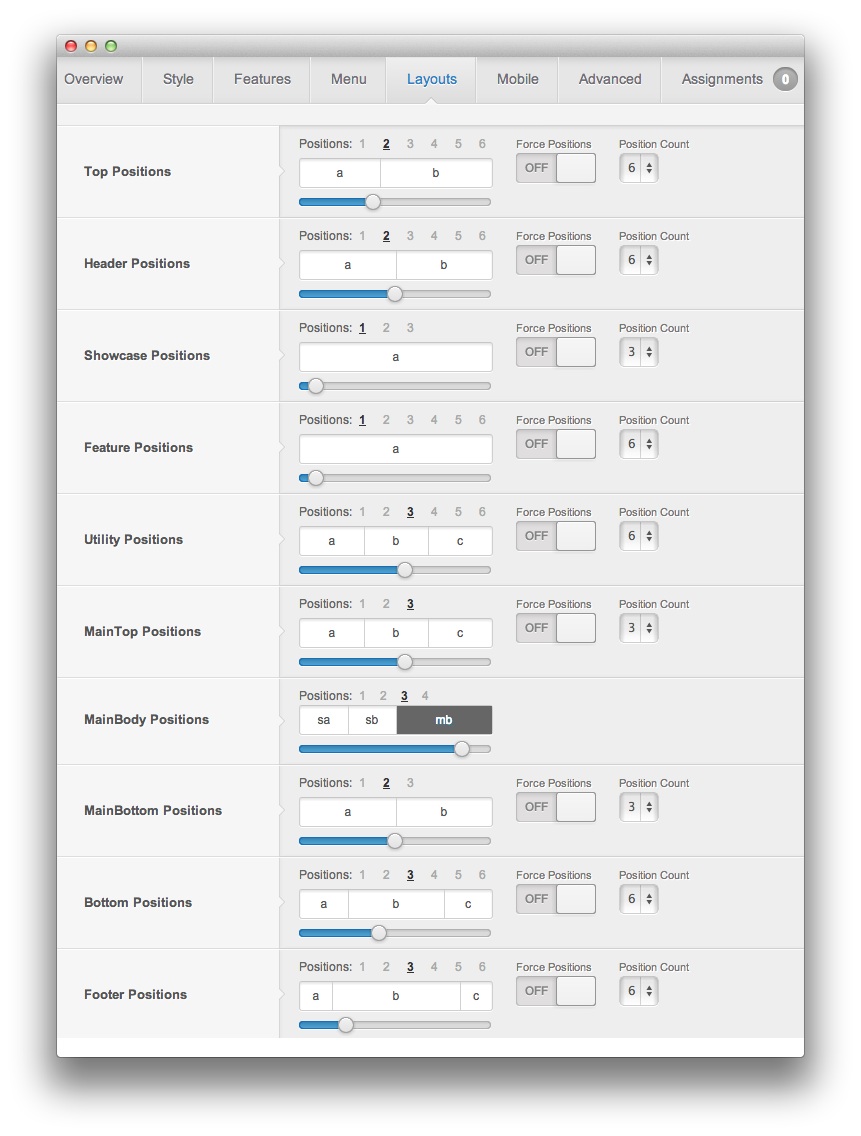 Overview Style Features Menu Layouts Mobile Advanced Assignments 0
Positions: 1 2 3 4 5 6 Force Positions Position Count
Top Positions a b OFF 6
Positions: 1 2 3 4 5 6 Force Positions Position Count
Header Positions a b OFF 6
Positions: 1 2 3 Force Positions Position Count
Showcase Positions a OFF 3
Positions: 1 2 3 4 5 6 Force Positions Position Count
Feature Positions a OFF 6
Positions: 1 2 3 4 5 6 Force Positions Position Count
Utility Positions a b c OFF 6
Positions: 1 2 3 Force Positions Position Count
MainTop Positions a b c OFF 3
Positions: 1 2 3 4
MainBody Positions sa sb mb
Positions: 1 2 3 Force Positions Position Count
MainBottom Positions a b OFF 3
Positions: 1 2 3 4 5 6 Force Positions Position Count
Bottom Positions a b c OFF 6
Positions: 1 2 3 4 5 6 Force Positions Position Count
Footer Positions a b c OFF 6